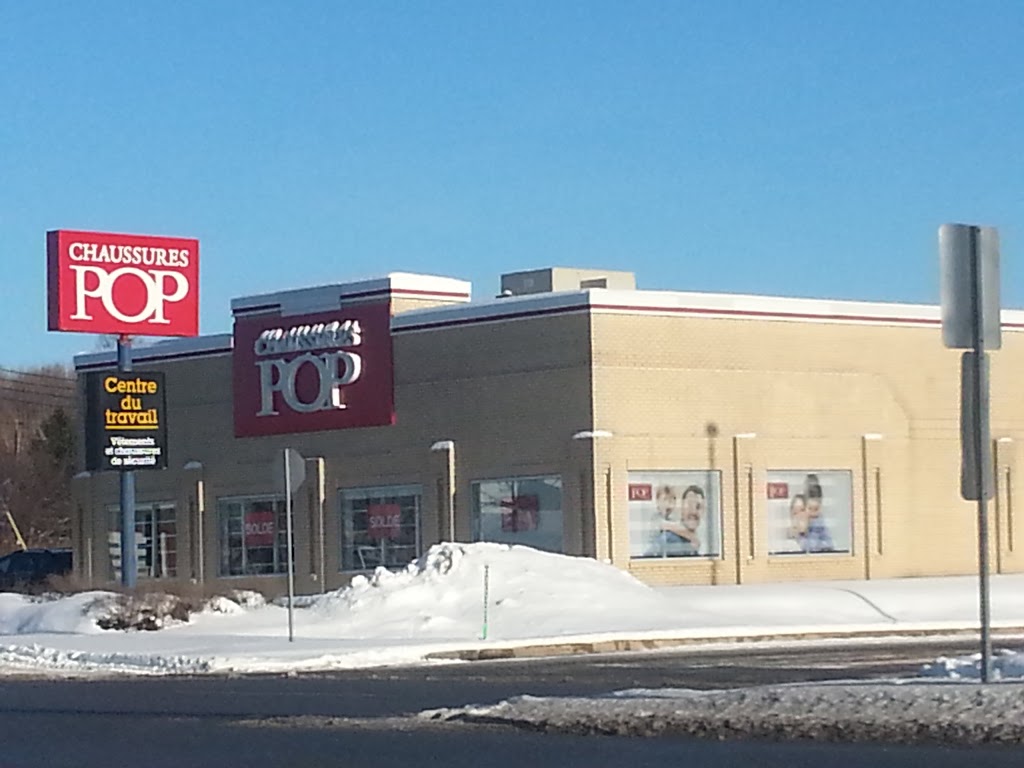 CHAUSSURES
POP
Centre
du
travail
Vêtements
et chaussures
de sécurité
CHAUSSURES
POP
SOLDE
SOLDE
POP
POP